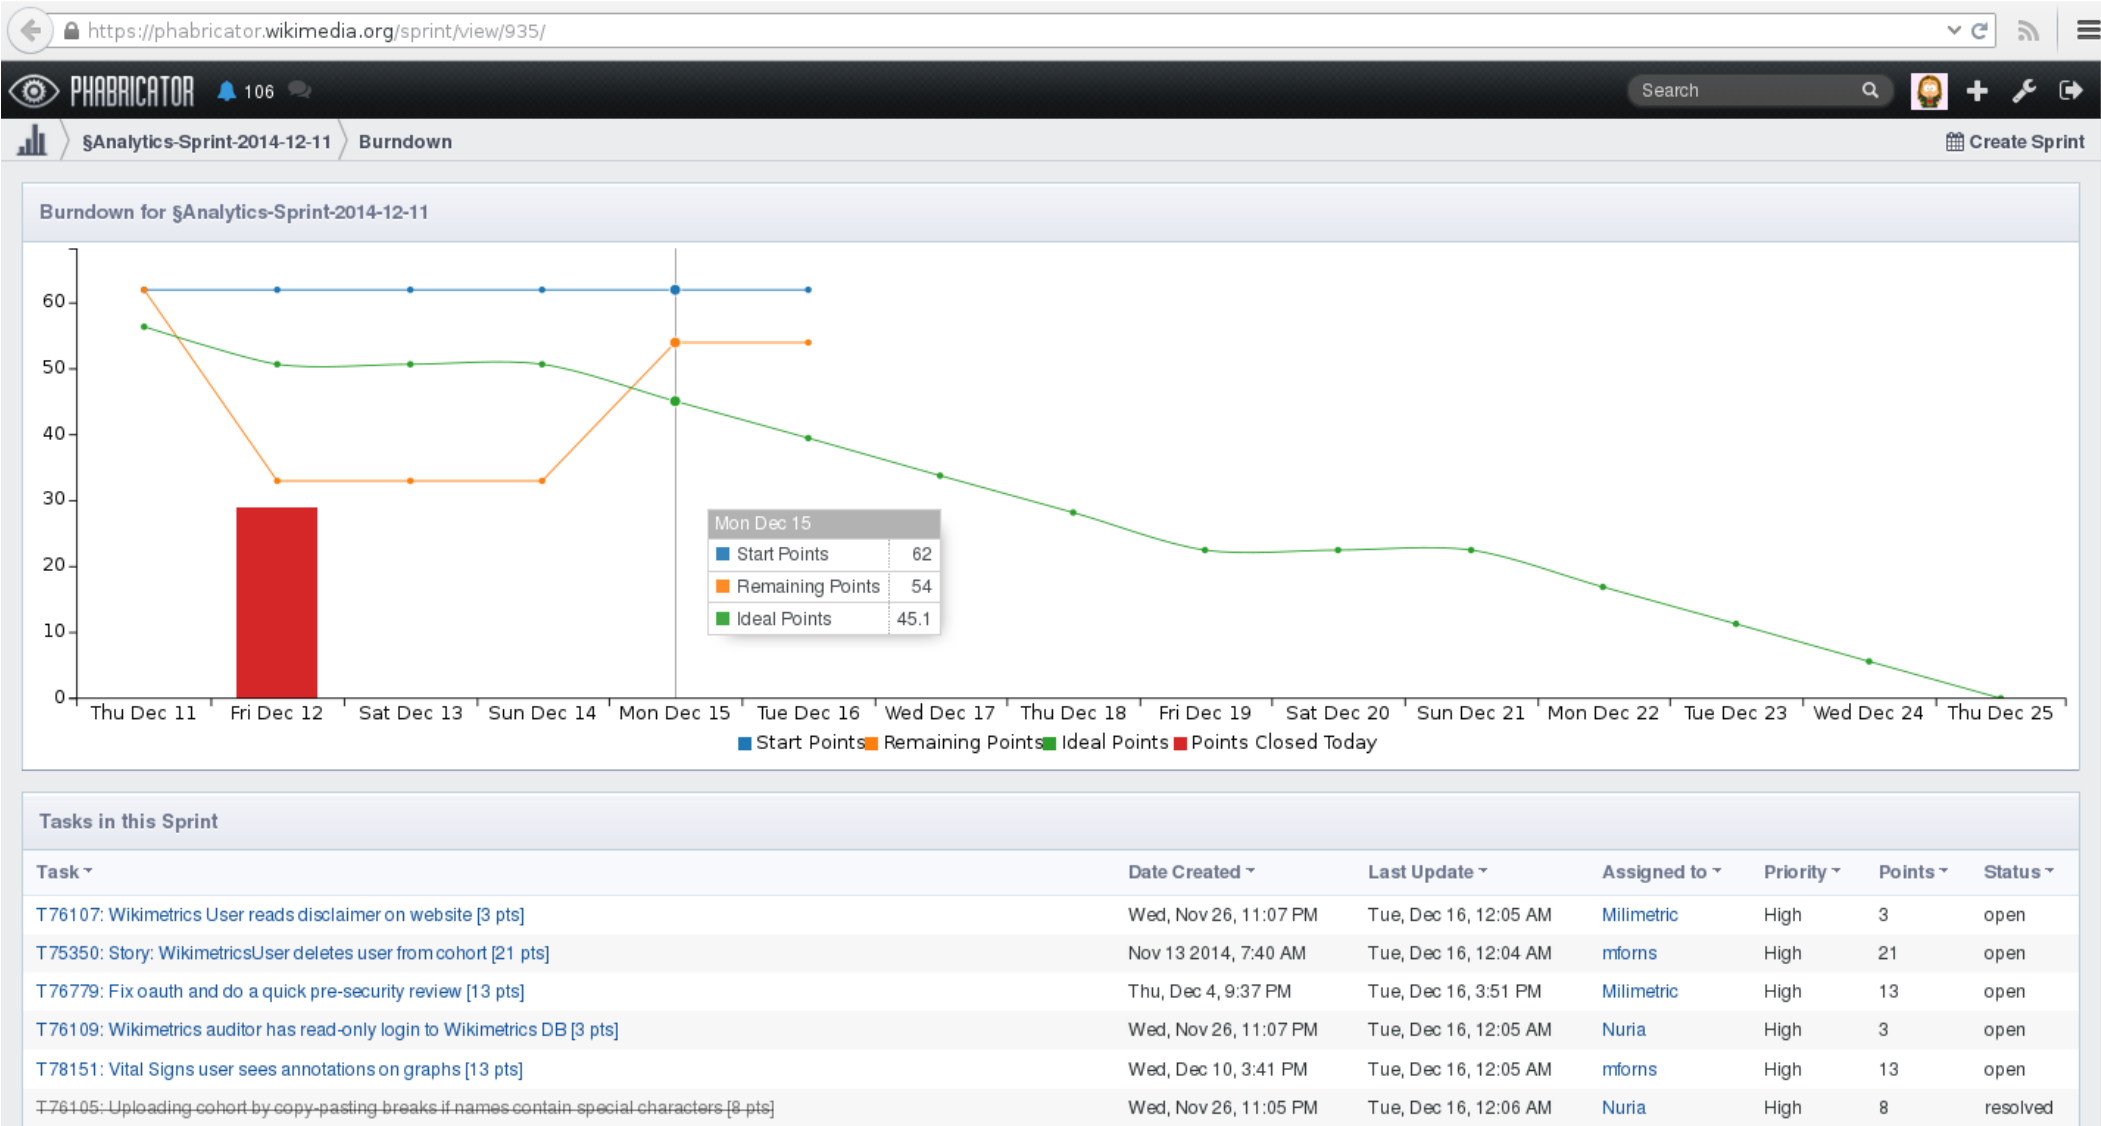 https://phabricator.wikimedia.org/sprint/view/935/
PHABRICATOR 106 Search
§Analytics-Sprint-2014-12-11 Burndown Create Sprint
Burndown for §Analytics-Sprint-2014-12-11
60
50
40
30
20
10
0
Mon Dec 15
Start Points 62
Remaining Points 54
Ideal Points 45.1
Thu Dec 11 Fri Dec 12 Sat Dec 13 Sun Dec 14 Mon Dec 15 Tue Dec 16 Wed Dec 17 Thu Dec 18 Fri Dec 19 Sat Dec 20 Sun Dec 21 Mon Dec 22 Tue Dec 23 Wed Dec 24 Thu Dec 25
Start Points Remaining Points Ideal Points Points Closed Today
Tasks in this Sprint
Task Date Created Last Update Assigned to Priority Points Status
T76107: Wikimetrics User reads disclaimer on website [3 pts] Wed, Nov 26, 11:07 PM Tue, Dec 16, 12:05 AM Milimetric High 3 open
T75350: Story: WikimetricsUser deletes user from cohort [21 pts] Nov 13 2014, 7:40 AM Tue, Dec 16, 12:04 AM mforns High 21 open
T76779: Fix oauth and do a quick pre-security review [13 pts] Thu, Dec 4, 9:37 PM Tue, Dec 16, 3:51 PM Milimetric High 13 open
T76109: Wikimetrics auditor has read-only login to Wikimetrics DB [3 pts] Wed, Nov 26, 11:07 PM Tue, Dec 16, 12:05 AM Nuria High 3 open
T78151: Vital Signs user sees annotations on graphs [13 pts] Wed, Dec 10, 3:41 PM Tue, Dec 16, 12:05 AM mforns High 13 open
T76105: Uploading cohort by copy-pasting breaks if names contain special characters [8 pts] Wed, Nov 26, 11:05 PM Tue, Dec 16, 12:06 AM Nuria High 8 resolved